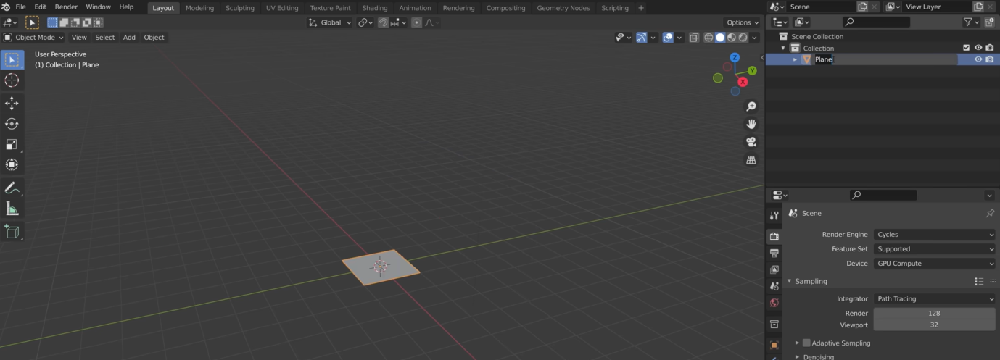 File Edit Render Window Help Layout Modeling Sculpting UV Editing Texture Paint Shading Animation Rendering Compositing Geometry Nodes Scripting + Scene View Layer
Global Options
Object Mode View Select Add Object
User Perspective
(1) Collection | Plane
Z
Y
X
Scene Collection
Collection
Plane
Scene
Render Engine Cycles
Feature Set Supported
Device GPU Compute
Sampling
Integrator Path Tracing
Render 128
Viewport 32
Adaptive Sampling
Denoising